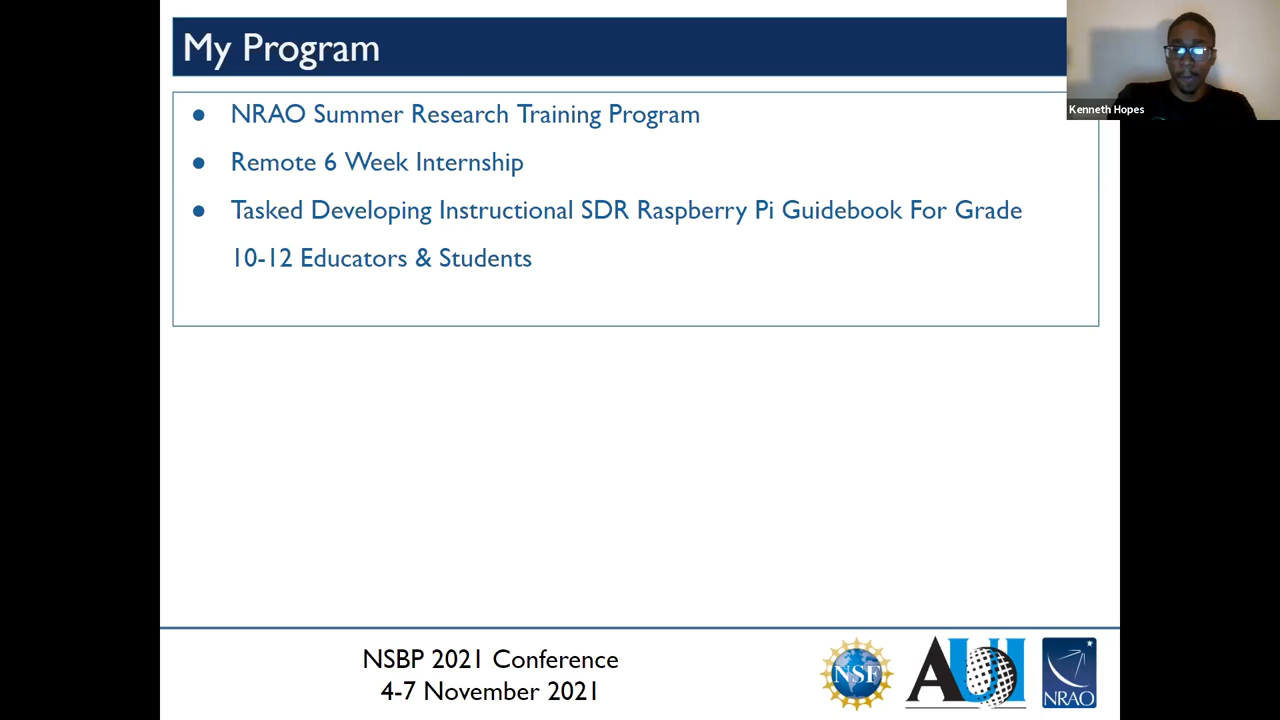 My Program
Kenneth Hopes
● NRAO Summer Research Training Program
● Remote 6 Week Internship
● Tasked Developing Instructional SDR Raspberry Pi Guidebook For Grade
10-12 Educators & Students
NSBP 2021 Conference
4-7 November 2021
NSF
AUI
NRAO